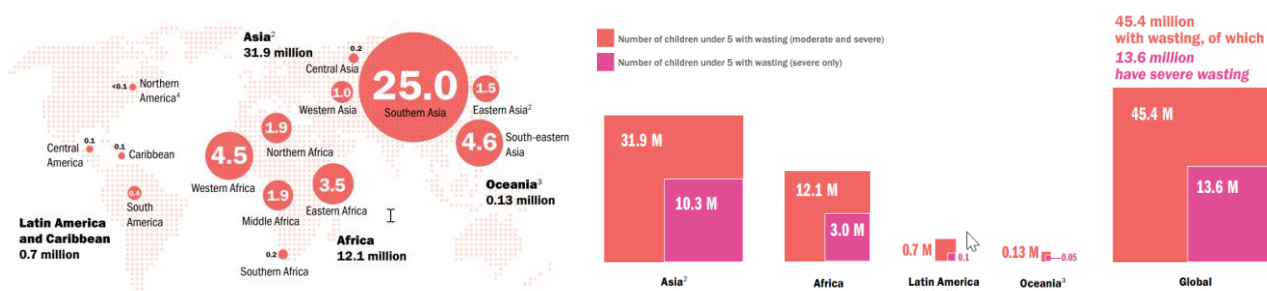 Asia²
31.9 million
0.2
Central Asia
<0.1
Northern
America⁴
1.0
Western Asia
25.0
Southern Asia
1.5
Eastern Asia²
4.6
South-eastern
Asia
0.1
Central
America
0.1
Caribbean
1.9
Northern Africa
4.5
Western Africa
0.4
South
America
1.9
Middle Africa
3.5
Eastern Africa
Oceania³
0.13 million
Latin America
and Caribbean
0.7 million
0.2
Southern Africa
Africa
12.1 million
Number of children under 5 with wasting (moderate and severe)
Number of children under 5 with wasting (severe only)
31.9 M
10.3 M
Asia²
12.1 M
3.0 M
Africa
0.7 M
0.1
Latin America
0.13 M
0.05
Oceania³
45.4 million
with wasting, of which
13.6 million
have severe wasting
45.4 M
13.6 M
Global